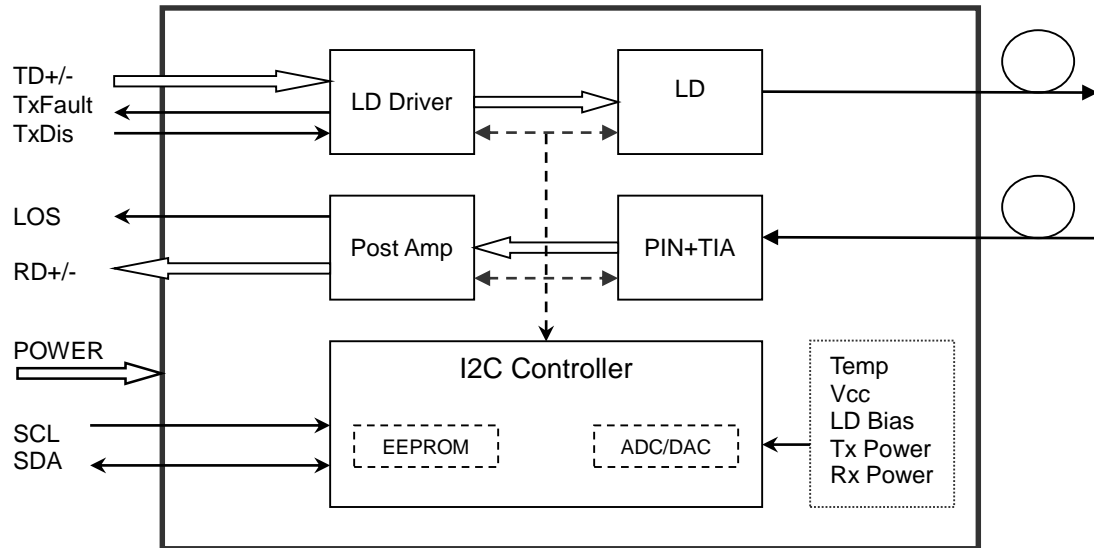 TD+/-
TxFault
TxDis
LD Driver
LD
LOS
RD+/-
Post Amp
PIN+TIA
POWER
SCL
SDA
I2C Controller
EEPROM
ADC/DAC
Temp
Vcc
LD Bias
Tx Power
Rx Power